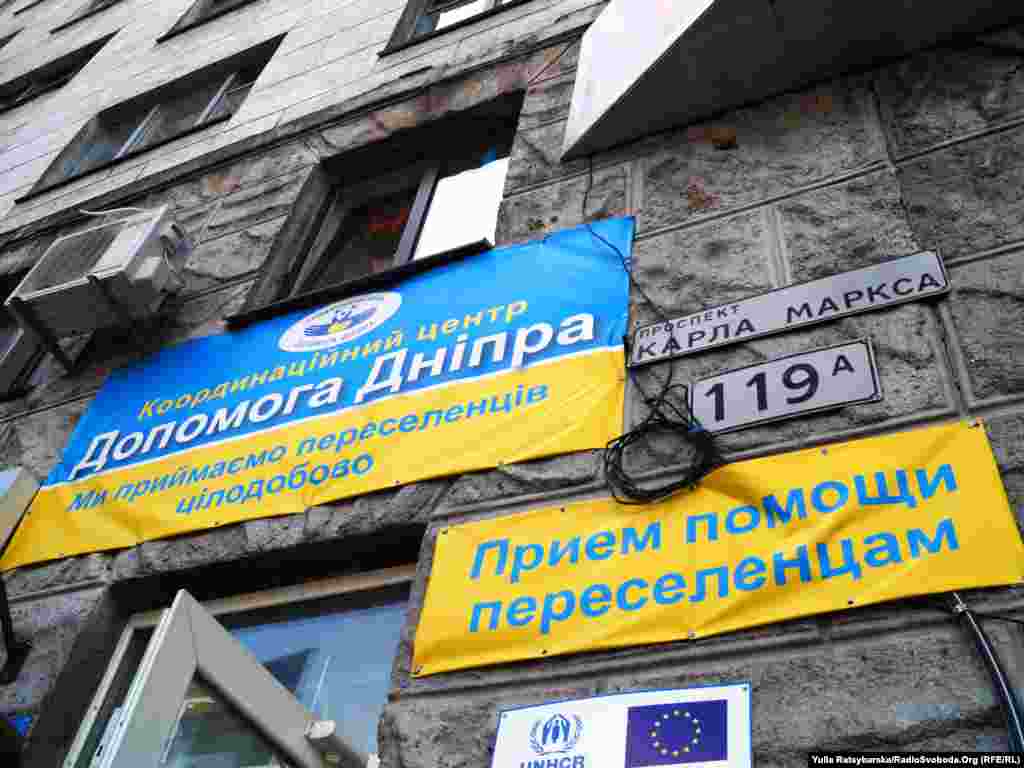 Координаційний центр
Допомога Дніпра
Ми приймаємо переселенців
цілодобово
ПРОСПЕКТ
КАРЛА МАРКСА
119А
Прием помощи
переселенцам
UNHCR
Yulia Ratsybarska/RadioSvoboda.Org (RFE/RL)